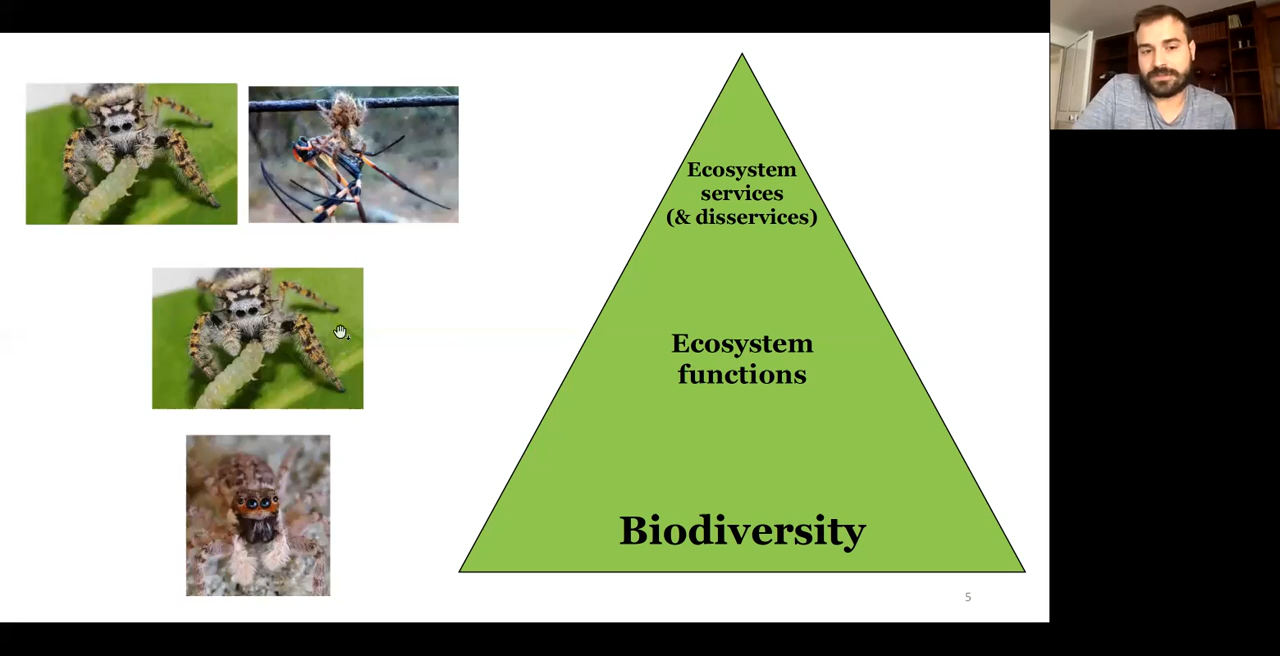 Ecosystem
services
(& disservices)
Ecosystem
functions
Biodiversity
5